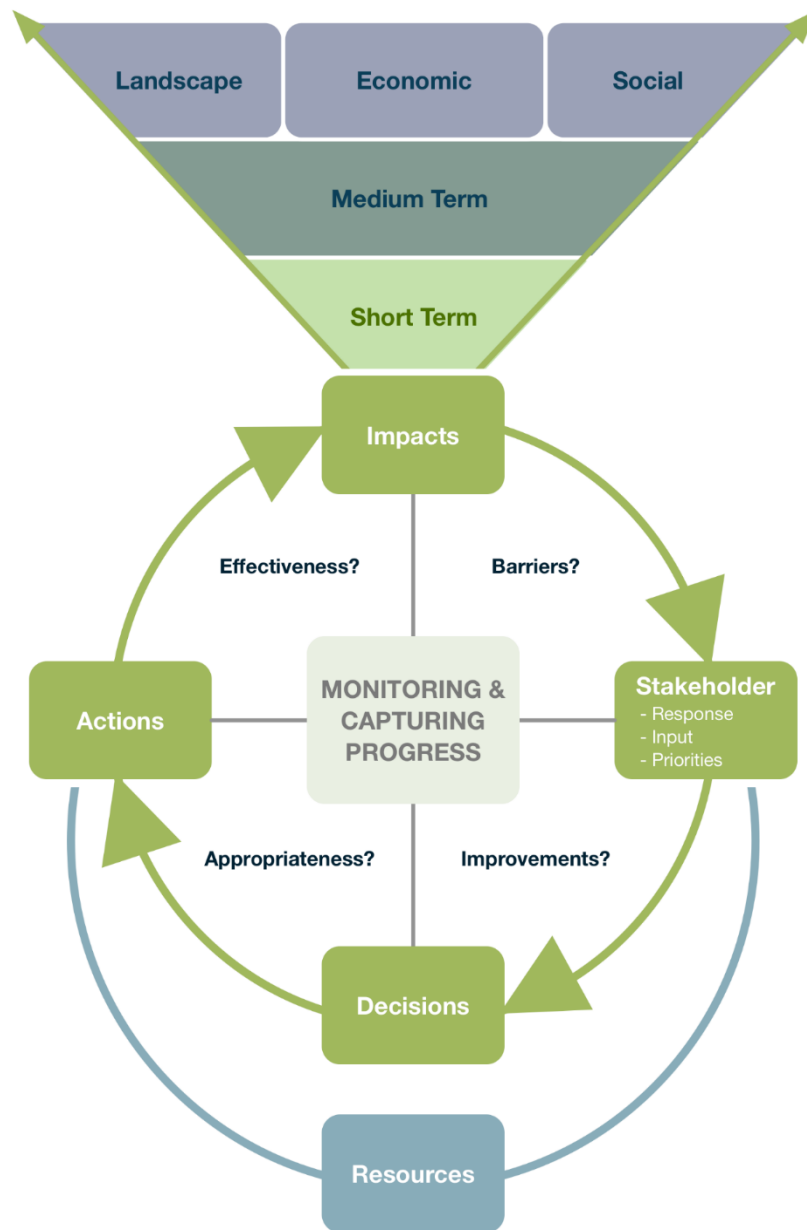 Landscape
Economic
Social
Medium Term
Short Term
Impacts
Effectiveness?
Barriers?
Actions
MONITORING &
CAPTURING
PROGRESS
Stakeholder
- Response
- Input
- Priorities
Appropriateness?
Improvements?
Decisions
Resources